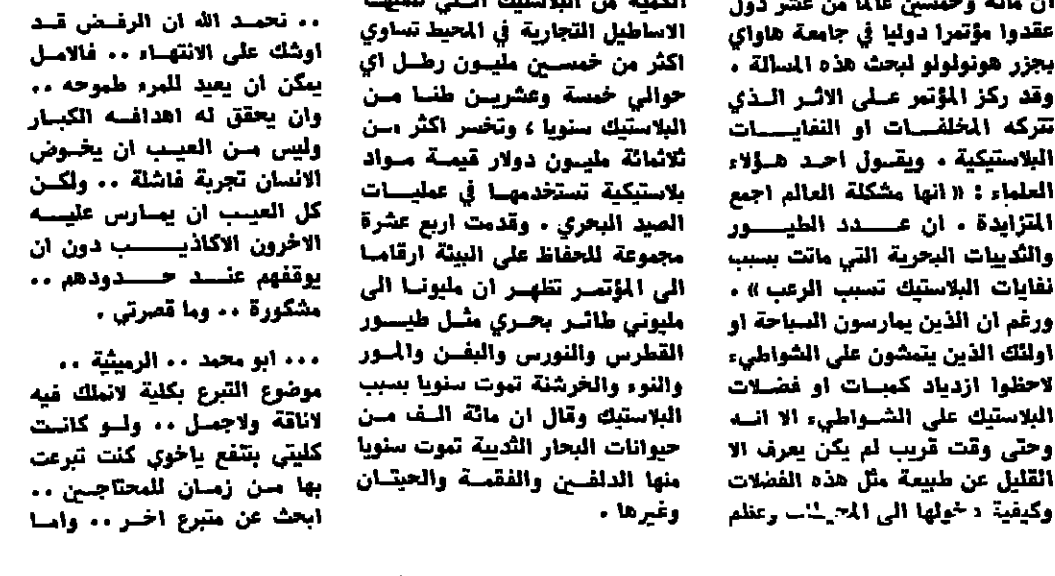 ان مائة وخمسين عالما من عشر دول
عقدوا مؤتمرا دوليا في جامعة هاواي
بجزر هونولولو لبحث هذه المسالة .
وقد ركز المؤتمر على الاثر الذي
تتركه المخلفات او النفايات
البلاستيكية . ويقول احد هؤلاء
العلماء : « انها مشكلة العالم اجمع
المتزايدة . ان عدد الطيور
والثدييات البحرية التي ماتت بسبب
نفايات البلاستيك تسبب الرعب » .
ورغم ان الذين يمارسون السباحة او
اولئك الذين يتمشون على الشواطيء
لاحظوا ازدياد كميات او فضلات
البلاستيك على الشواطيء الا انه
وحتى وقت قريب لم يكن يعرف الا
القليل عن طبيعة مثل هذه الفضلات
وكيفية دخولها الى المحيطات وعظم
الكمية من البلاستيك التي تلقيها
الاساطيل التجارية في المحيط تساوي
اكثر من خمسين مليون رطل اي
حوالي خمسة وعشرين طنا من
البلاستيك سنويا ، وتخسر اكثر من
ثلاثمائة مليون دولار قيمة مواد
بلاستيكية تستخدمها في عمليات
الصيد البحري . وقدمت اربع عشرة
مجموعة للحفاظ على البيئة ارقاما
الى المؤتمر تظهر ان مليونا الى
مليوني طائر بحري مثل طيور
القطرس والنورس والبفن والمور
والنوء والخرشنة تموت سنويا بسبب
البلاستيك وقال ان مائة الف من
حيوانات البحار الثديية تموت سنويا
منها الدلفين والفقمة والحيتان
وغيرها .
.. نحمد الله ان الرفض قد
اوشك على الانتهاء .. فالامل
يمكن ان يعيد للمرء طموحه ..
وان يحقق له اهدافه الكبار
وليس من العيب ان يخوض
الانسان تجربة فاشلة .. ولكن
كل العيب ان يمارس عليه
الاخرون الاكاذيب دون ان
يوقفهم عند حدودهم ..
مشكورة .. وما قصرتي .
... ابو محمد .. الرميثية ..
موضوع التبرع بكلية لانملك فيه
لاناقة ولاجمل .. ولو كانت
كليتي بتنفع ياخوي كنت تبرعت
بها من زمان للمحتاجين ..
ابحث عن متبرع اخر .. واما